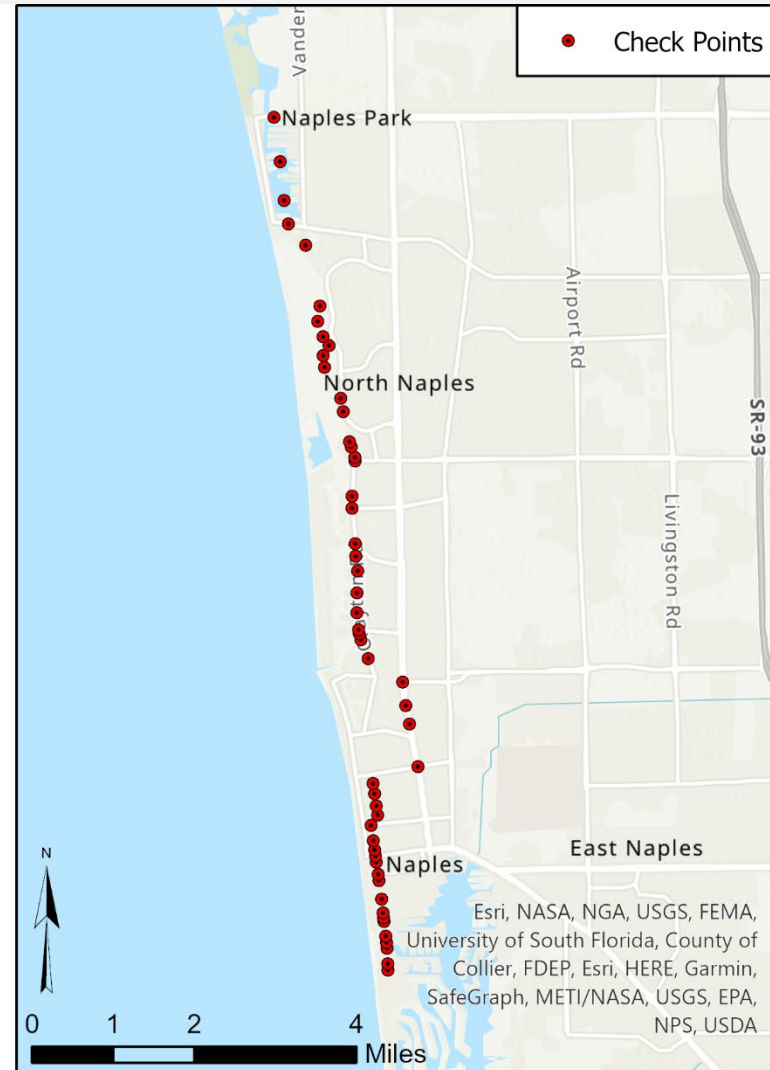 Check Points
Vander
Naples Park
Airport Rd
North Naples
SR-93
Livingston Rd
Naples
East Naples
N
Esri, NASA, NGA, USGS, FEMA,
University of South Florida, County of
Collier, FDEP, Esri, HERE, Garmin,
SafeGraph, METI/NASA, USGS, EPA,
NPS, USDA
0 1 2 4
Miles